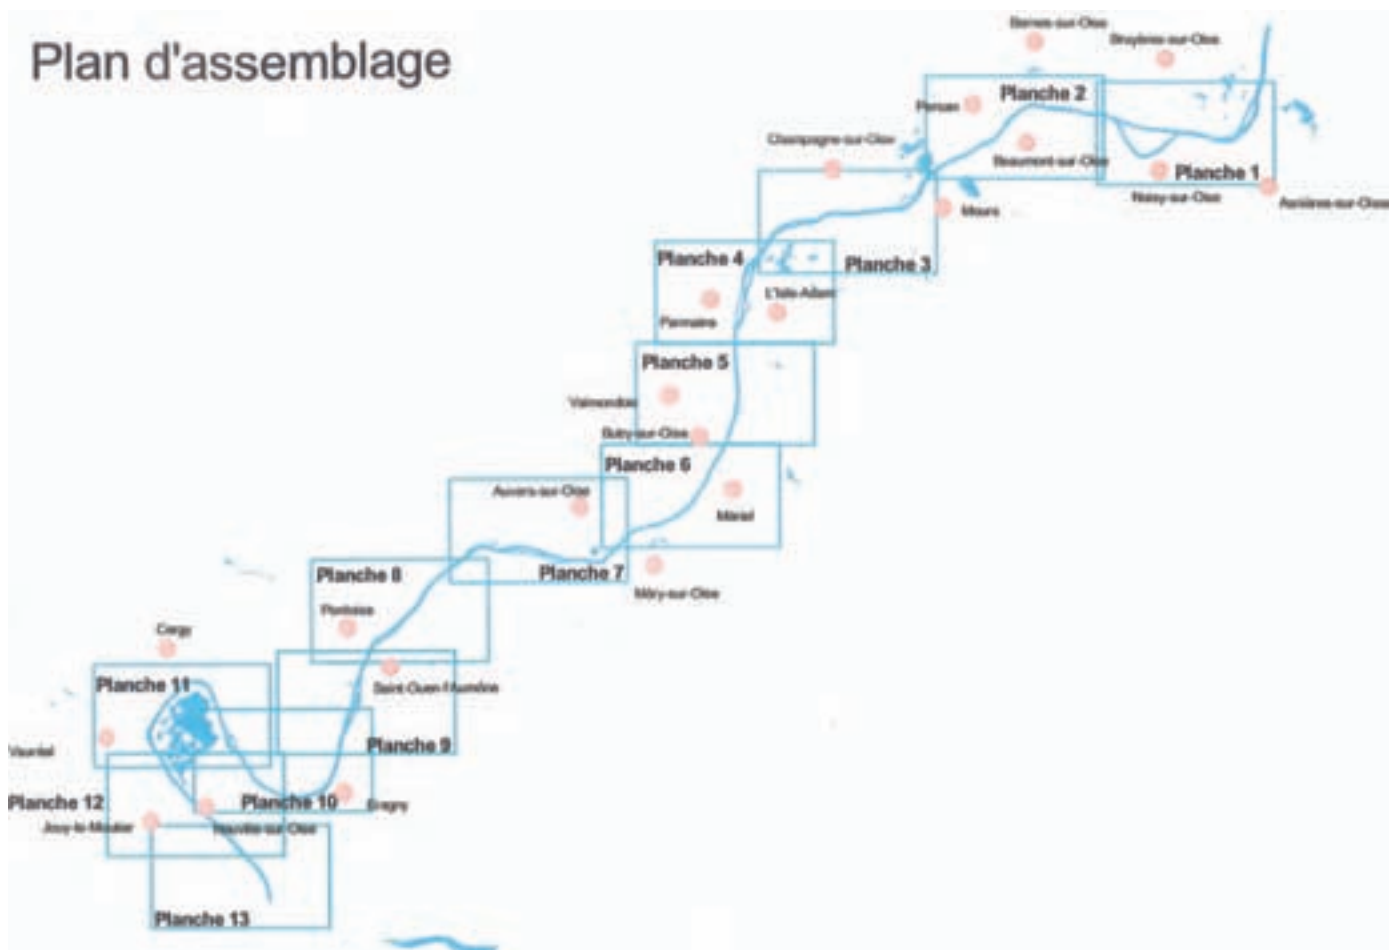 Plan d'assemblage
Bernes-sur-Oise
Bruyères-sur-Oise
Planche 2
Persan
Champagne-sur-Oise
Beaumont-sur-Oise
Planche 1
Noisy-sur-Oise
Asnières-sur-Oise
Mours
Planche 4
Planche 3
L'Isle-Adam
Parmain
Planche 5
Valmondois
Butry-sur-Oise
Planche 6
Auvers-sur-Oise
Mériel
Planche 7
Planche 8
Méry-sur-Oise
Pontoise
Cergy
Planche 11
Saint-Ouen-l'Aumône
Vauréal
Planche 9
Planche 12
Planche 10
Eragny
Jouy-le-Moutier
Neuville-sur-Oise
Planche 13